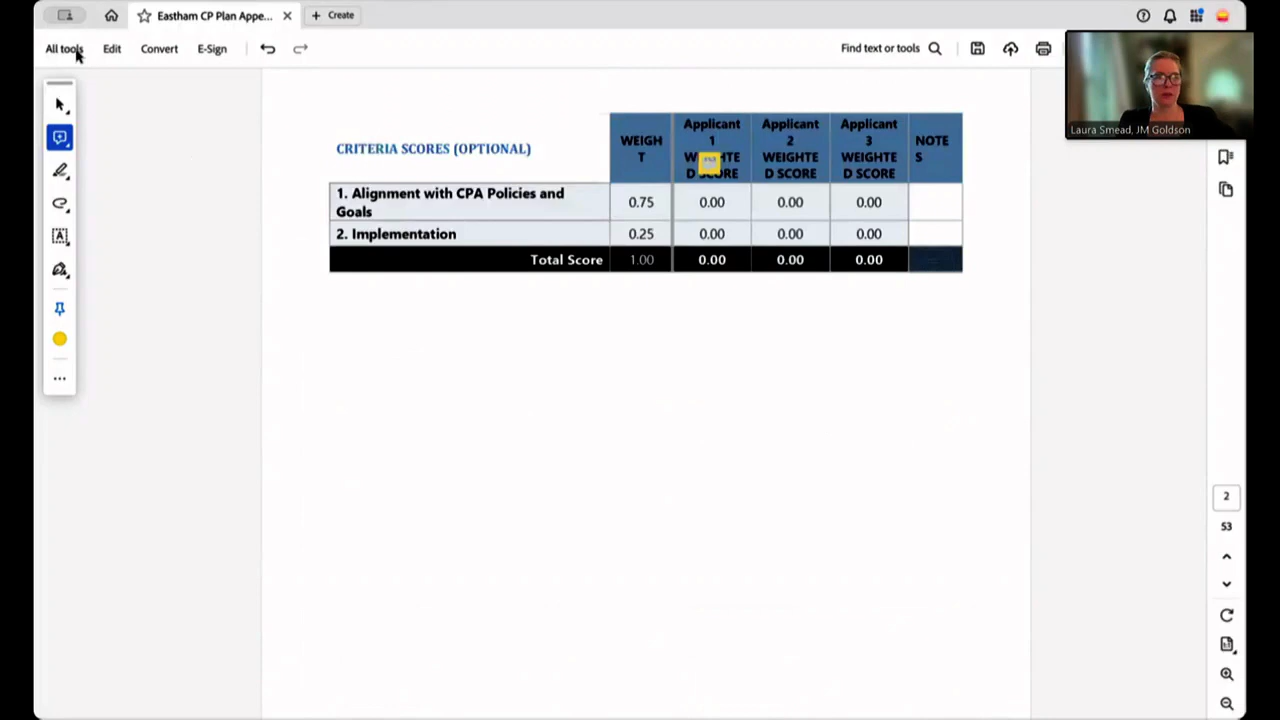 Eastham CP Plan Appe...
Create
All tools
Edit
Convert
E-Sign
Find text or tools
Laura Smead, JM Goldson
CRITERIA SCORES (OPTIONAL)
WEIGH
T
Applicant
1
WEIGHTE
D SCORE
Applicant
2
WEIGHTE
D SCORE
Applicant
3
WEIGHTE
D SCORE
NOTE
S
1. Alignment with CPA Policies and
Goals
0.75
0.00
0.00
0.00
2. Implementation
0.25
0.00
0.00
0.00
Total Score
1.00
0.00
0.00
0.00
2
53